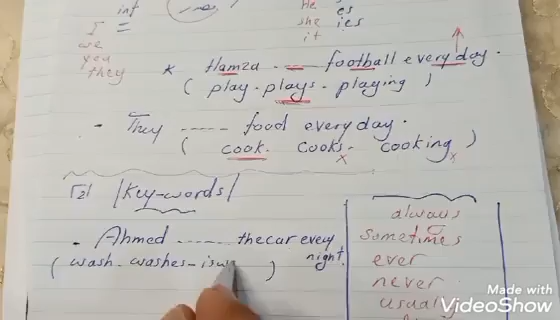 inf
He es
I =
she ies
we
it
you
they
* Hamza ---- football every day.
( play - plays - playing )
- They ----- food every day.
( cook - cooks x - cooking x )
[2] |Key-words|
- Ahmed ------ the car every night.
( wash - washes - isw )
always
sometimes
ever
never
usual
Made with
VideoShow